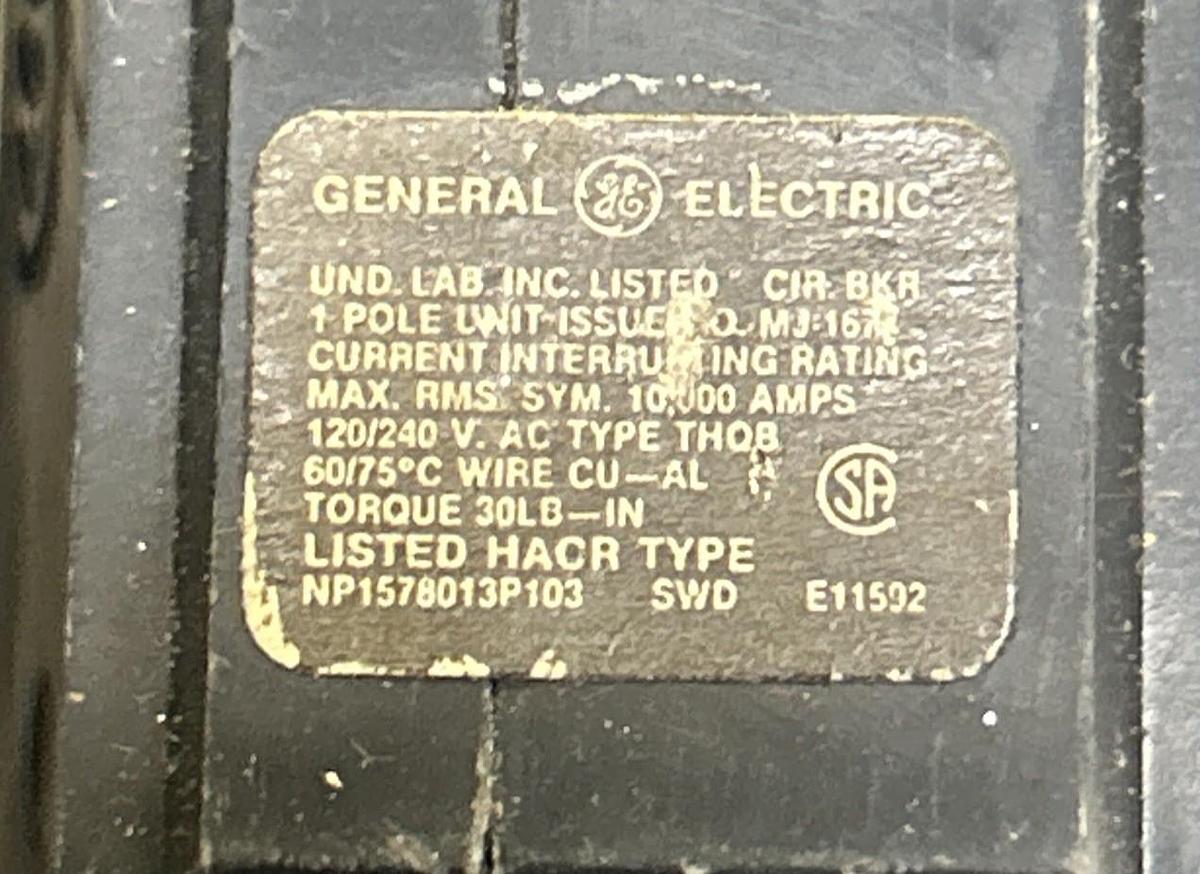 GENERAL GE ELECTRIC
UND. LAB. INC. LISTED CIR. BKR
1 POLE UNIT ISSUE
CURRENT RATING
MAX. RMS. SYM. 10,000 AMPS
120/240 V. AC TYPE THQB
60/75°C WIRE CU-AL
SA
TORQUE 30LB-IN
LISTED HACR TYPE
NP1578013P103 SWD E11592